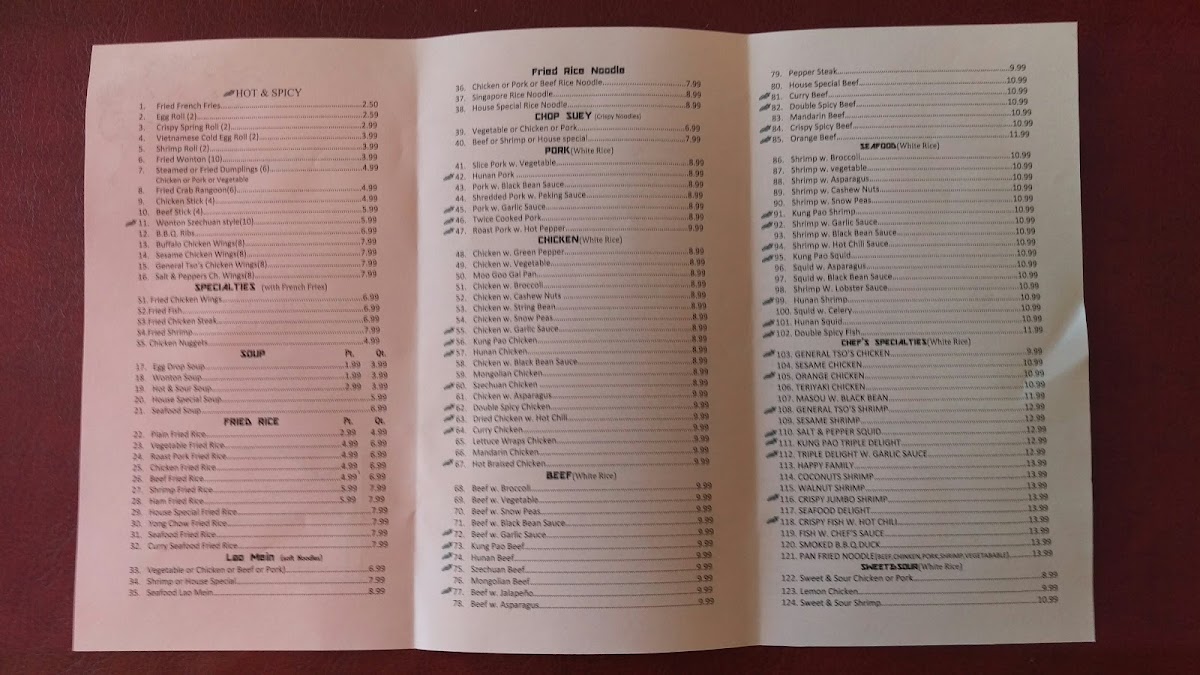 HOT & SPICY
1. Fried French Fries 2.50
2. Egg Roll (2) 2.59
3. Crispy Spring Roll (2) 2.99
4. Vietnamese Cold Egg Roll (2) 3.99
5. Shrimp Roll (2) 3.99
6. Fried Wonton (10) 3.99
7. Steamed or Fried Dumplings (6) 4.99
Chicken or Pork or Vegetable
8. Fried Crab Rangoon(6) 4.99
9. Chicken Stick (4) 4.99
10. Beef Stick (4) 5.99
11. Wonton Szechuan style(10) 5.99
12. B.B.Q. Ribs 6.99
13. Buffalo Chicken Wings(8) 7.99
14. Sesame Chicken Wings(8) 7.99
15. General Tso's Chicken Wings(8) 7.99
16. Salt & Peppers Ch. Wings(8) 7.99
SPECIALTIES (with French Fries)
S1. Fried Chicken Wings 6.99
S2. Fried Fish 6.99
S3. Fried Chicken Steak 6.99
S4. Fried Shrimp 7.99
S5. Chicken Nuggets 4.99
SOUP Pt. Qt.
17. Egg Drop Soup 1.99 3.99
18. Wonton Soup 1.99 3.99
19. Hot & Sour Soup 2.99 3.99
20. House Special Soup 5.99
21. Seafood Soup 6.99
FRIED RICE Pt. Qt.
22. Plain Fried Rice 2.99 4.99
23. Vegetable Fried Rice 4.99 6.99
24. Roast Pork Fried Rice 4.99 6.99
25. Chicken Fried Rice 4.99 6.99
26. Beef Fried Rice 4.99 6.99
27. Shrimp Fried Rice 5.99 7.99
28. Ham Fried Rice 5.99 7.99
29. House Special Fried Rice 7.99
30. Yong Chow Fried Rice 7.99
31. Seafood Fried Rice 7.99
32. Curry Seafood Fried Rice 7.99
Lao Mein (soft Noodles)
33. Vegetable or Chicken or Beef or Pork) 6.99
34. Shrimp or House Special 7.99
35. Seafood Lao Mein 8.99
Fried Rice Noodle
36. Chicken or Pork or Beef Rice Noodle 7.99
37. Singapore Rice Noodle 8.99
38. House Special Rice Noodle 8.99
CHOP SUEY (Crispy Noodles)
39. Vegetable or Chicken or Pork 6.99
40. Beef or Shrimp or House special 7.99
PORK(White Rice)
41. Slice Pork w. Vegetable 8.99
42. Hunan Pork 8.99
43. Pork w. Black Bean Sauce 8.99
44. Shredded Pork w. Peking Sauce 8.99
45. Pork w. Garlic Sauce 8.99
46. Twice Cooked Pork 8.99
47. Roast Pork w. Hot Pepper 9.99
CHICKEN(White Rice)
48. Chicken w. Green Pepper 8.99
49. Chicken w. Vegetable 8.99
50. Moo Goo Gai Pan 8.99
51. Chicken w. Broccoli 8.99
52. Chicken w. Cashew Nuts 8.99
53. Chicken w. String Bean 8.99
54. Chicken w. Snow Peas 8.99
55. Chicken w. Garlic Sauce 8.99
56. Kung Pao Chicken 8.99
57. Hunan Chicken 8.99
58. Chicken w. Black Bean Sauce 8.99
59. Mongolian Chicken 8.99
60. Szechuan Chicken 8.99
61. Chicken w. Asparagus 9.99
62. Double Spicy Chicken 9.99
63. Dried Chicken w. Hot Chili 9.99
64. Curry Chicken 9.99
65. Lettuce Wraps Chicken 9.99
66. Mandarin Chicken 9.99
67. Hot Braised Chicken 9.99
BEEF(White Rice)
68. Beef w. Broccoli 9.99
69. Beef w. Vegetable 9.99
70. Beef w. Snow Peas 9.99
71. Beef w. Black Bean Sauce 9.99
72. Beef w. Garlic Sauce 9.99
73. Kung Pao Beef 9.99
74. Hunan Beef 9.99
75. Szechuan Beef 9.99
76. Mongolian Beef 9.99
77. Beef w. Jalapeño 9.99
78. Beef w. Asparagus 9.99
79. Pepper Steak 9.99
80. House Special Beef 10.99
81. Curry Beef 10.99
82. Double Spicy Beef 10.99
83. Mandarin Beef 10.99
84. Crispy Spicy Beef 10.99
85. Orange Beef 11.99
SEAFOOD(White Rice)
86. Shrimp w. Broccoli 10.99
87. Shrimp w. vegetable 10.99
88. Shrimp w. Asparagus 10.99
89. Shrimp w. Cashew Nuts 10.99
90. Shrimp w. Snow Peas 10.99
91. Kung Pao Shrimp 10.99
92. Shrimp w. Garlic Sauce 10.99
93. Shrimp w. Black Bean Sauce 10.99
94. Shrimp w. Hot Chili Sauce 10.99
95. Kung Pao Squid 10.99
96. Squid w. Asparagus 10.99
97. Squid w. Black Bean Sauce 10.99
98. Shrimp W. Lobster Sauce 10.99
99. Hunan Shrimp 10.99
100. Squid w. Celery 10.99
101. Hunan Squid 10.99
102. Double Spicy Fish 11.99
CHEF'S SPECIALTIES(White Rice)
103. GENERAL TSO'S CHICKEN 9.99
104. SESAME CHICKEN 10.99
105. ORANGE CHICKEN 10.99
106. TERIYAKI CHICKEN 10.99
107. MASOU W. BLACK BEAN 11.99
108. GENERAL TSO'S SHRIMP 12.99
109. SESAME SHRIMP 12.99
110. SALT & PEPPER SQUID 12.99
111. KUNG PAO TRIPLE DELIGHT 12.99
112. TRIPLE DELIGHT W. GARLIC SAUCE 12.99
113. HAPPY FAMILY 13.99
114. COCONUTS SHRIMP 13.99
115. WALNUT SHRIMP 13.99
116. CRISPY JUMBO SHRIMP 13.99
117. SEAFOOD DELIGHT 13.99
118. CRISPY FISH W. HOT CHILI 13.99
119. FISH W. CHEF'S SAUCE 13.99
120. SMOKED B.B.Q.DUCK 13.99
121. PAN FRIED NOODLE(BEEF,CHINKEN,PORK,SHRIMP,VEGETABABLE) 13.99
SWEET&SOUR(White Rice)
122. Sweet & Sour Chicken or Pork 8.99
123. Lemon Chicken 9.99
124. Sweet & Sour Shrimp 10.99